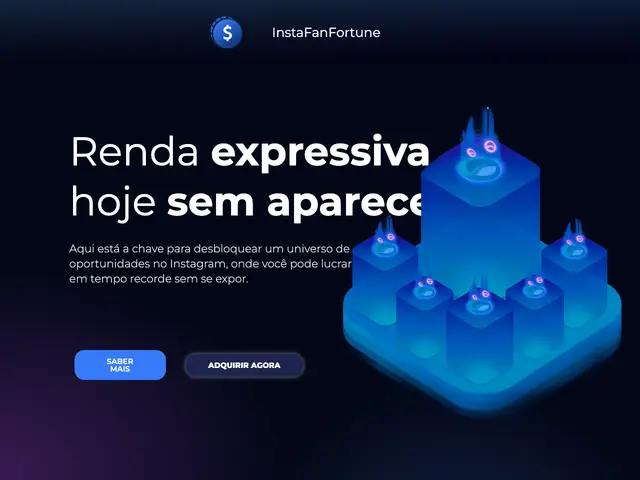 InstaFanFortune
Renda expressiva
hoje sem aparece
Aqui está a chave para desbloquear um universo de
oportunidades no Instagram, onde você pode lucrar
em tempo recorde sem se expor.
SABER
MAIS
ADQUIRIR AGORA